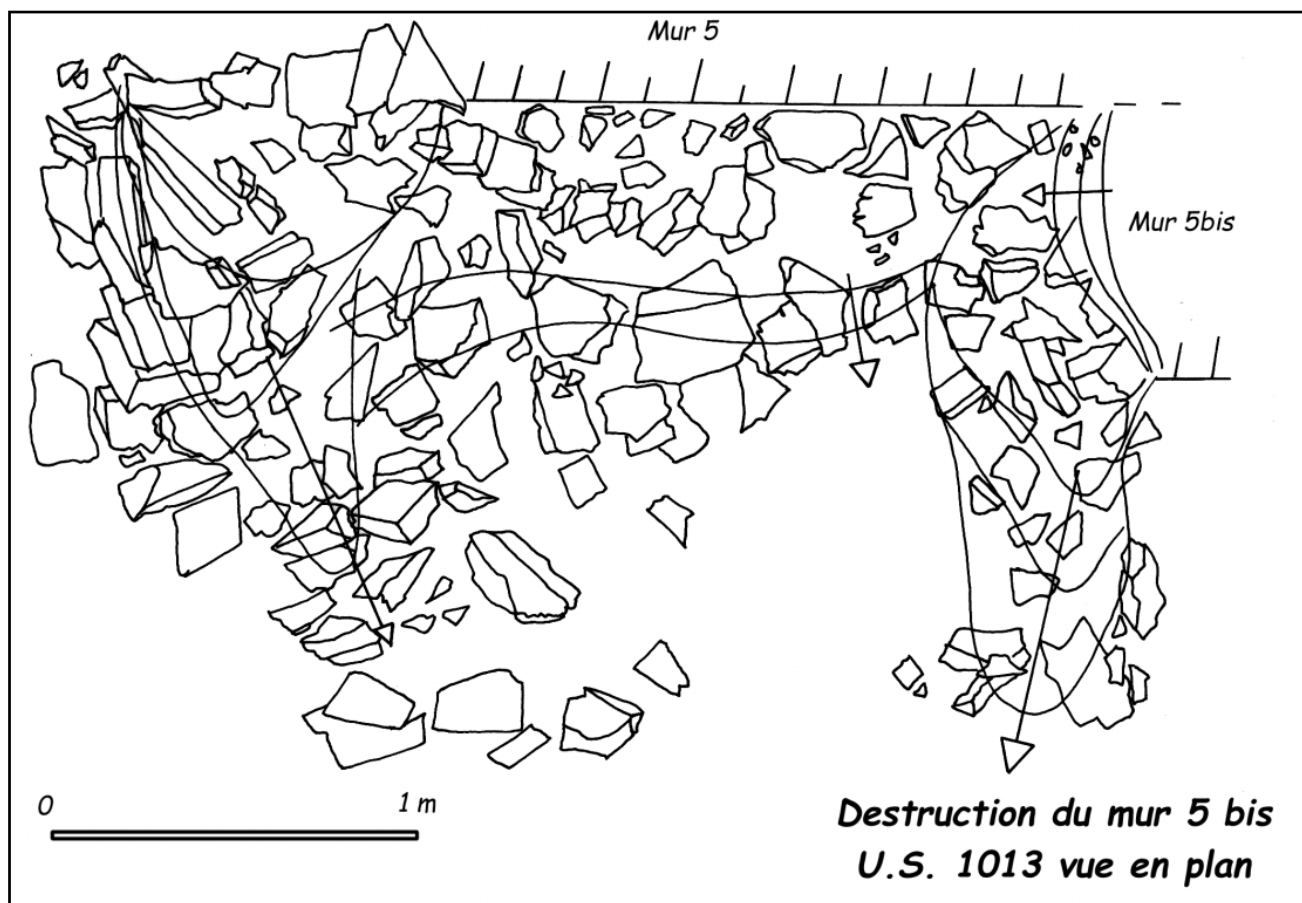 Mur 5
Mur 5bis
0
1 m
Destruction du mur 5 bis
U.S. 1013 vue en plan